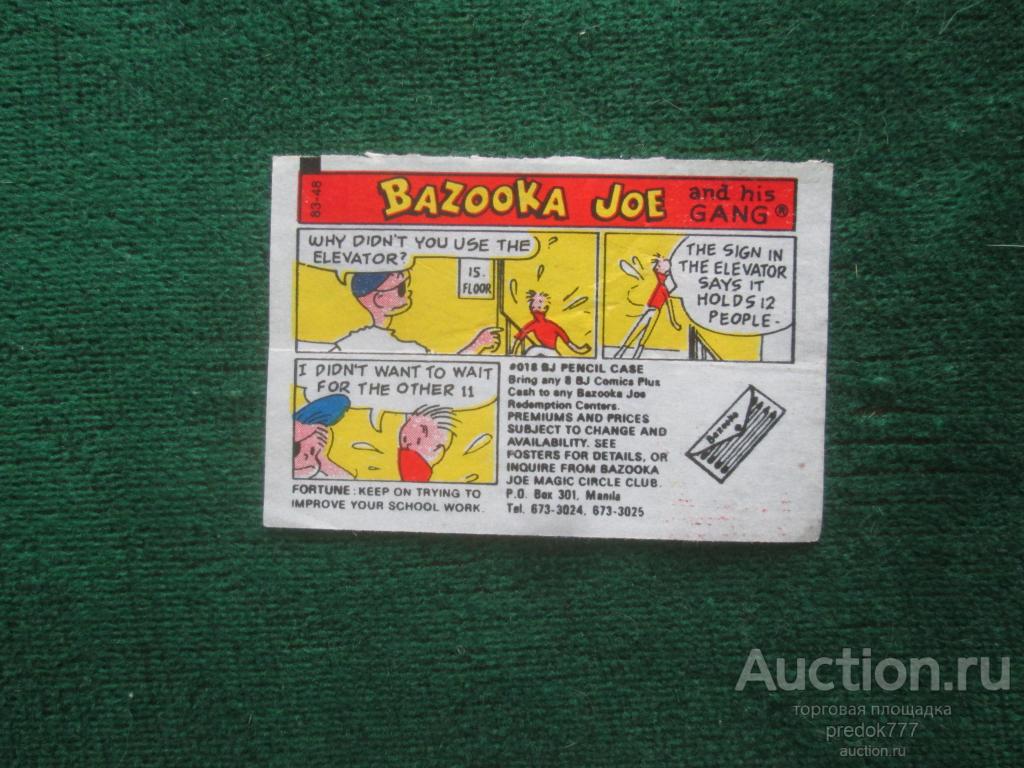 83-48
BAZOOKA JOE
and his
GANG®
WHY DIDN'T YOU USE THE
ELEVATOR?
?
15.
FLOOR
THE SIGN IN
THE ELEVATOR
SAYS IT
HOLDS 12
PEOPLE-
I DIDN'T WANT TO WAIT
FOR THE OTHER 11
FORTUNE: KEEP ON TRYING TO
IMPROVE YOUR SCHOOL WORK.
#018 BJ PENCIL CASE
Bring any 8 BJ Comics Plus
Cash to any Bazooka Joe
Redemption Centers.
PREMIUMS AND PRICES
SUBJECT TO CHANGE AND
AVAILABILITY. SEE
POSTERS FOR DETAILS, OR
INQUIRE FROM BAZOOKA
JOE MAGIC CIRCLE CLUB.
P.O. Box 301, Manila
Tel. 673-3024, 673-3025
Bazooka
Auction.ru
торговая площадка
predok777
auction.ru